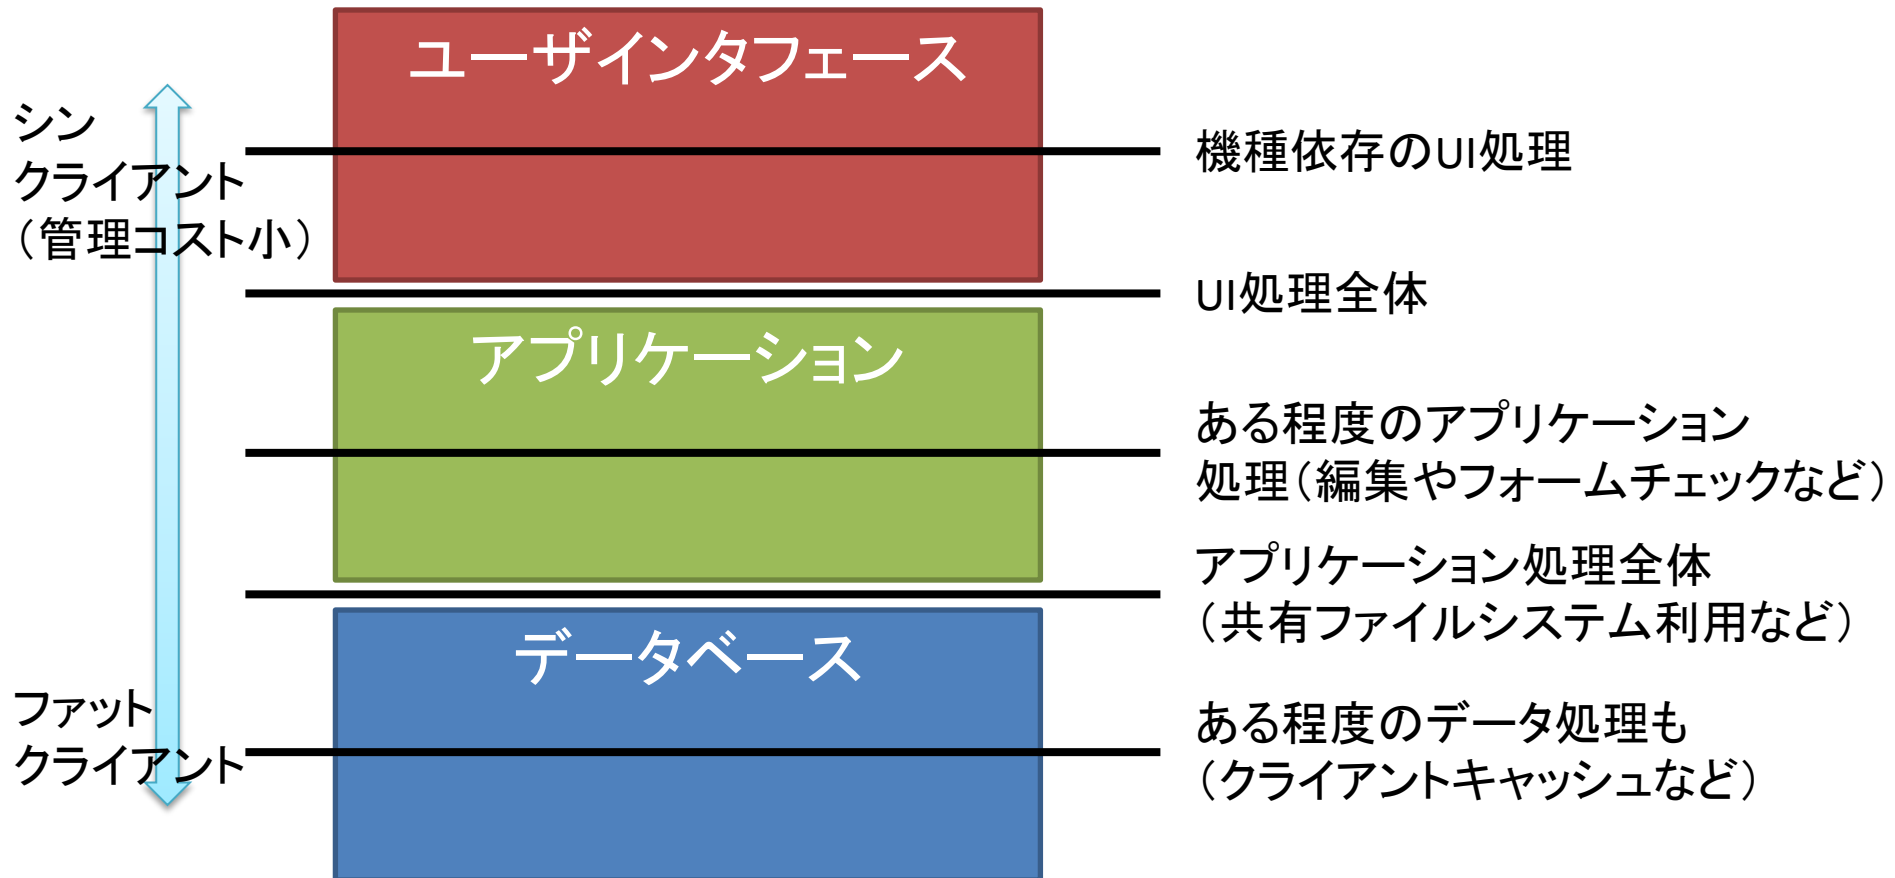 ユーザインタフェース
シン
クライアント
（管理コスト小）
機種依存のUI処理
UI処理全体
アプリケーション
ある程度のアプリケーション
処理（編集やフォームチェックなど）
アプリケーション処理全体
（共有ファイルシステム利用など）
データベース
ファット
クライアント
ある程度のデータ処理も
（クライアントキャッシュなど）